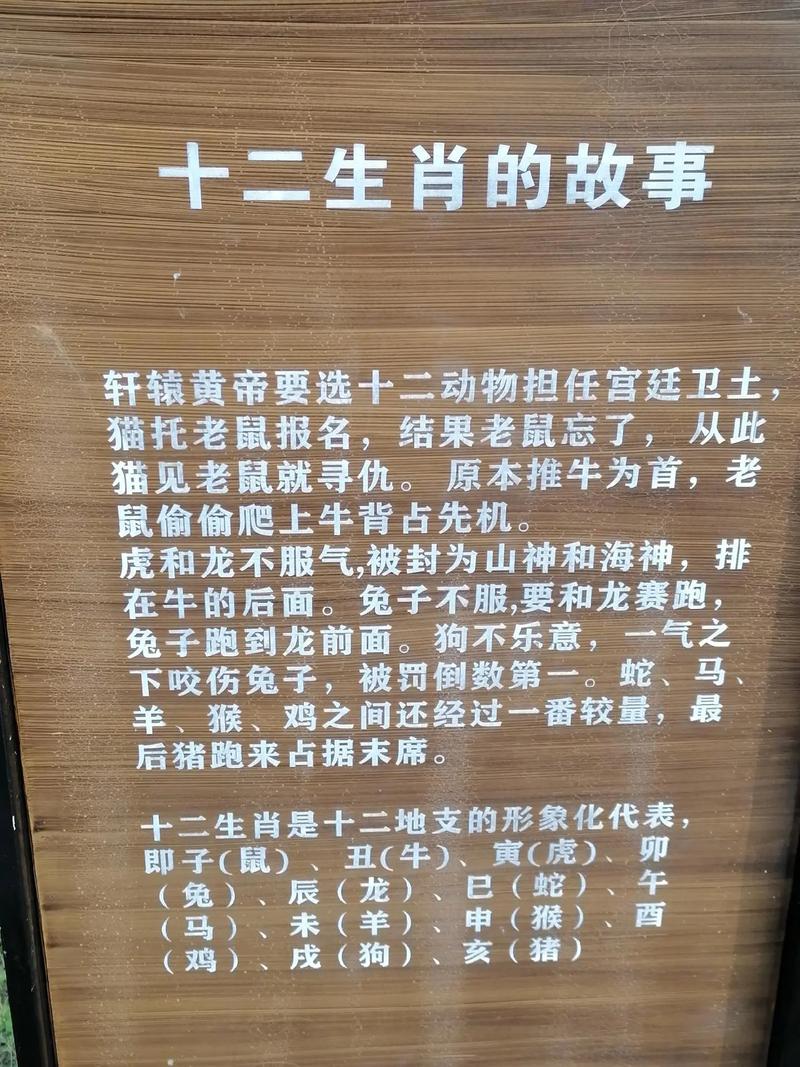 十二生肖的故事
轩辕黄帝要选十二动物担任宫廷卫士，
猫托老鼠报名，结果老鼠忘了，从此
猫见老鼠就寻仇。原本推牛为首，老
鼠偷偷爬上牛背占先机。
虎和龙不服气,被封为山神和海神，排
在牛的后面。兔子不服,要和龙赛跑，
兔子跑到龙前面。狗不乐意，一气之
下咬伤兔子，被罚倒数第一。蛇、马、
羊、猴、鸡之间还经过一番较量，最
后猪跑来占据末席。
十二生肖是十二地支的形象化代表，
即子(鼠)、丑(牛)、寅(虎)、卯
（兔）、辰（龙）、巳（蛇）、午
（马）、未（羊）、申（猴）、酉
（鸡）、戌（狗）、亥（猪）